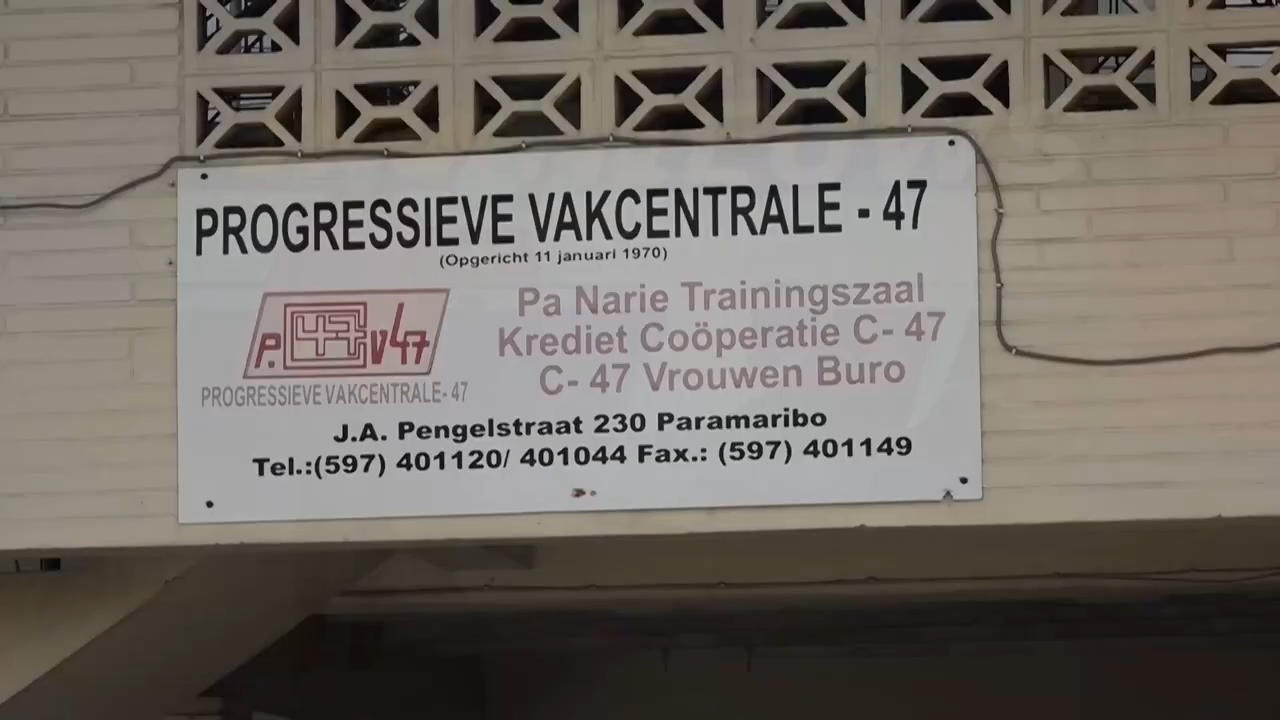 PROGRESSIEVE VAKCENTRALE - 47
(Opgericht 11 januari 1970)
P. C47 V47
PROGRESSIEVE VAKCENTRALE- 47
Pa Narie Trainingszaal
Krediet Coöperatie C- 47
C- 47 Vrouwen Buro
J.A. Pengelstraat 230 Paramaribo
Tel.:(597) 401120/ 401044 Fax.: (597) 401149